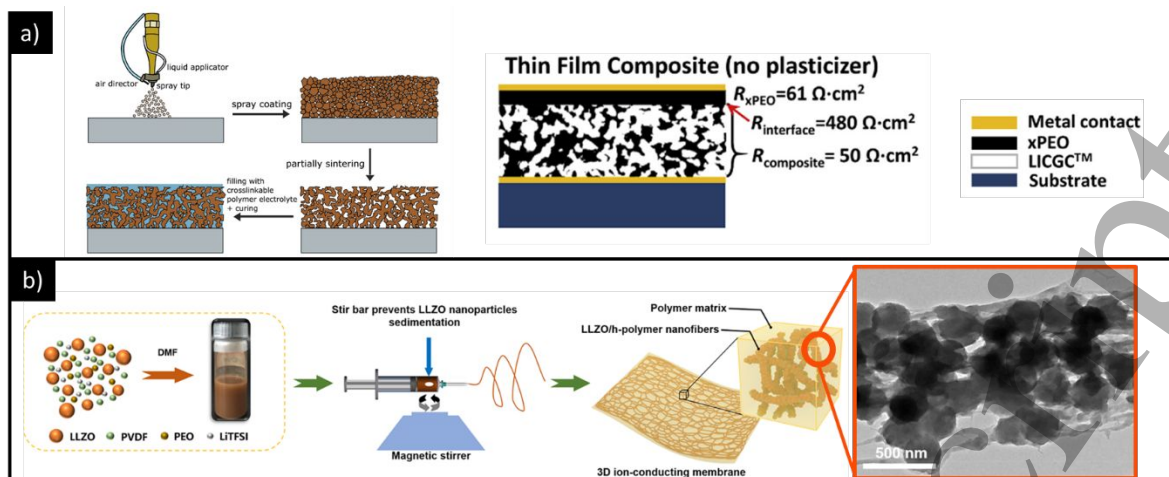 a)
air director
liquid applicator
spray tip
spray coating
partially sintering
filling with
crosslinkable
polymer electrolyte
+ curing
Thin Film Composite (no plasticizer)
RxPEO=61 Ω·cm²
Rinterface=480 Ω·cm²
Rcomposite= 50 Ω·cm²
Metal contact
xPEO
LICGC™
Substrate
b)
DMF
LLZO PVDF PEO LiTFSI
Stir bar prevents LLZO nanoparticles
sedimentation
Magnetic stirrer
Polymer matrix
LLZO/h-polymer nanofibers
3D ion-conducting membrane
500 nm